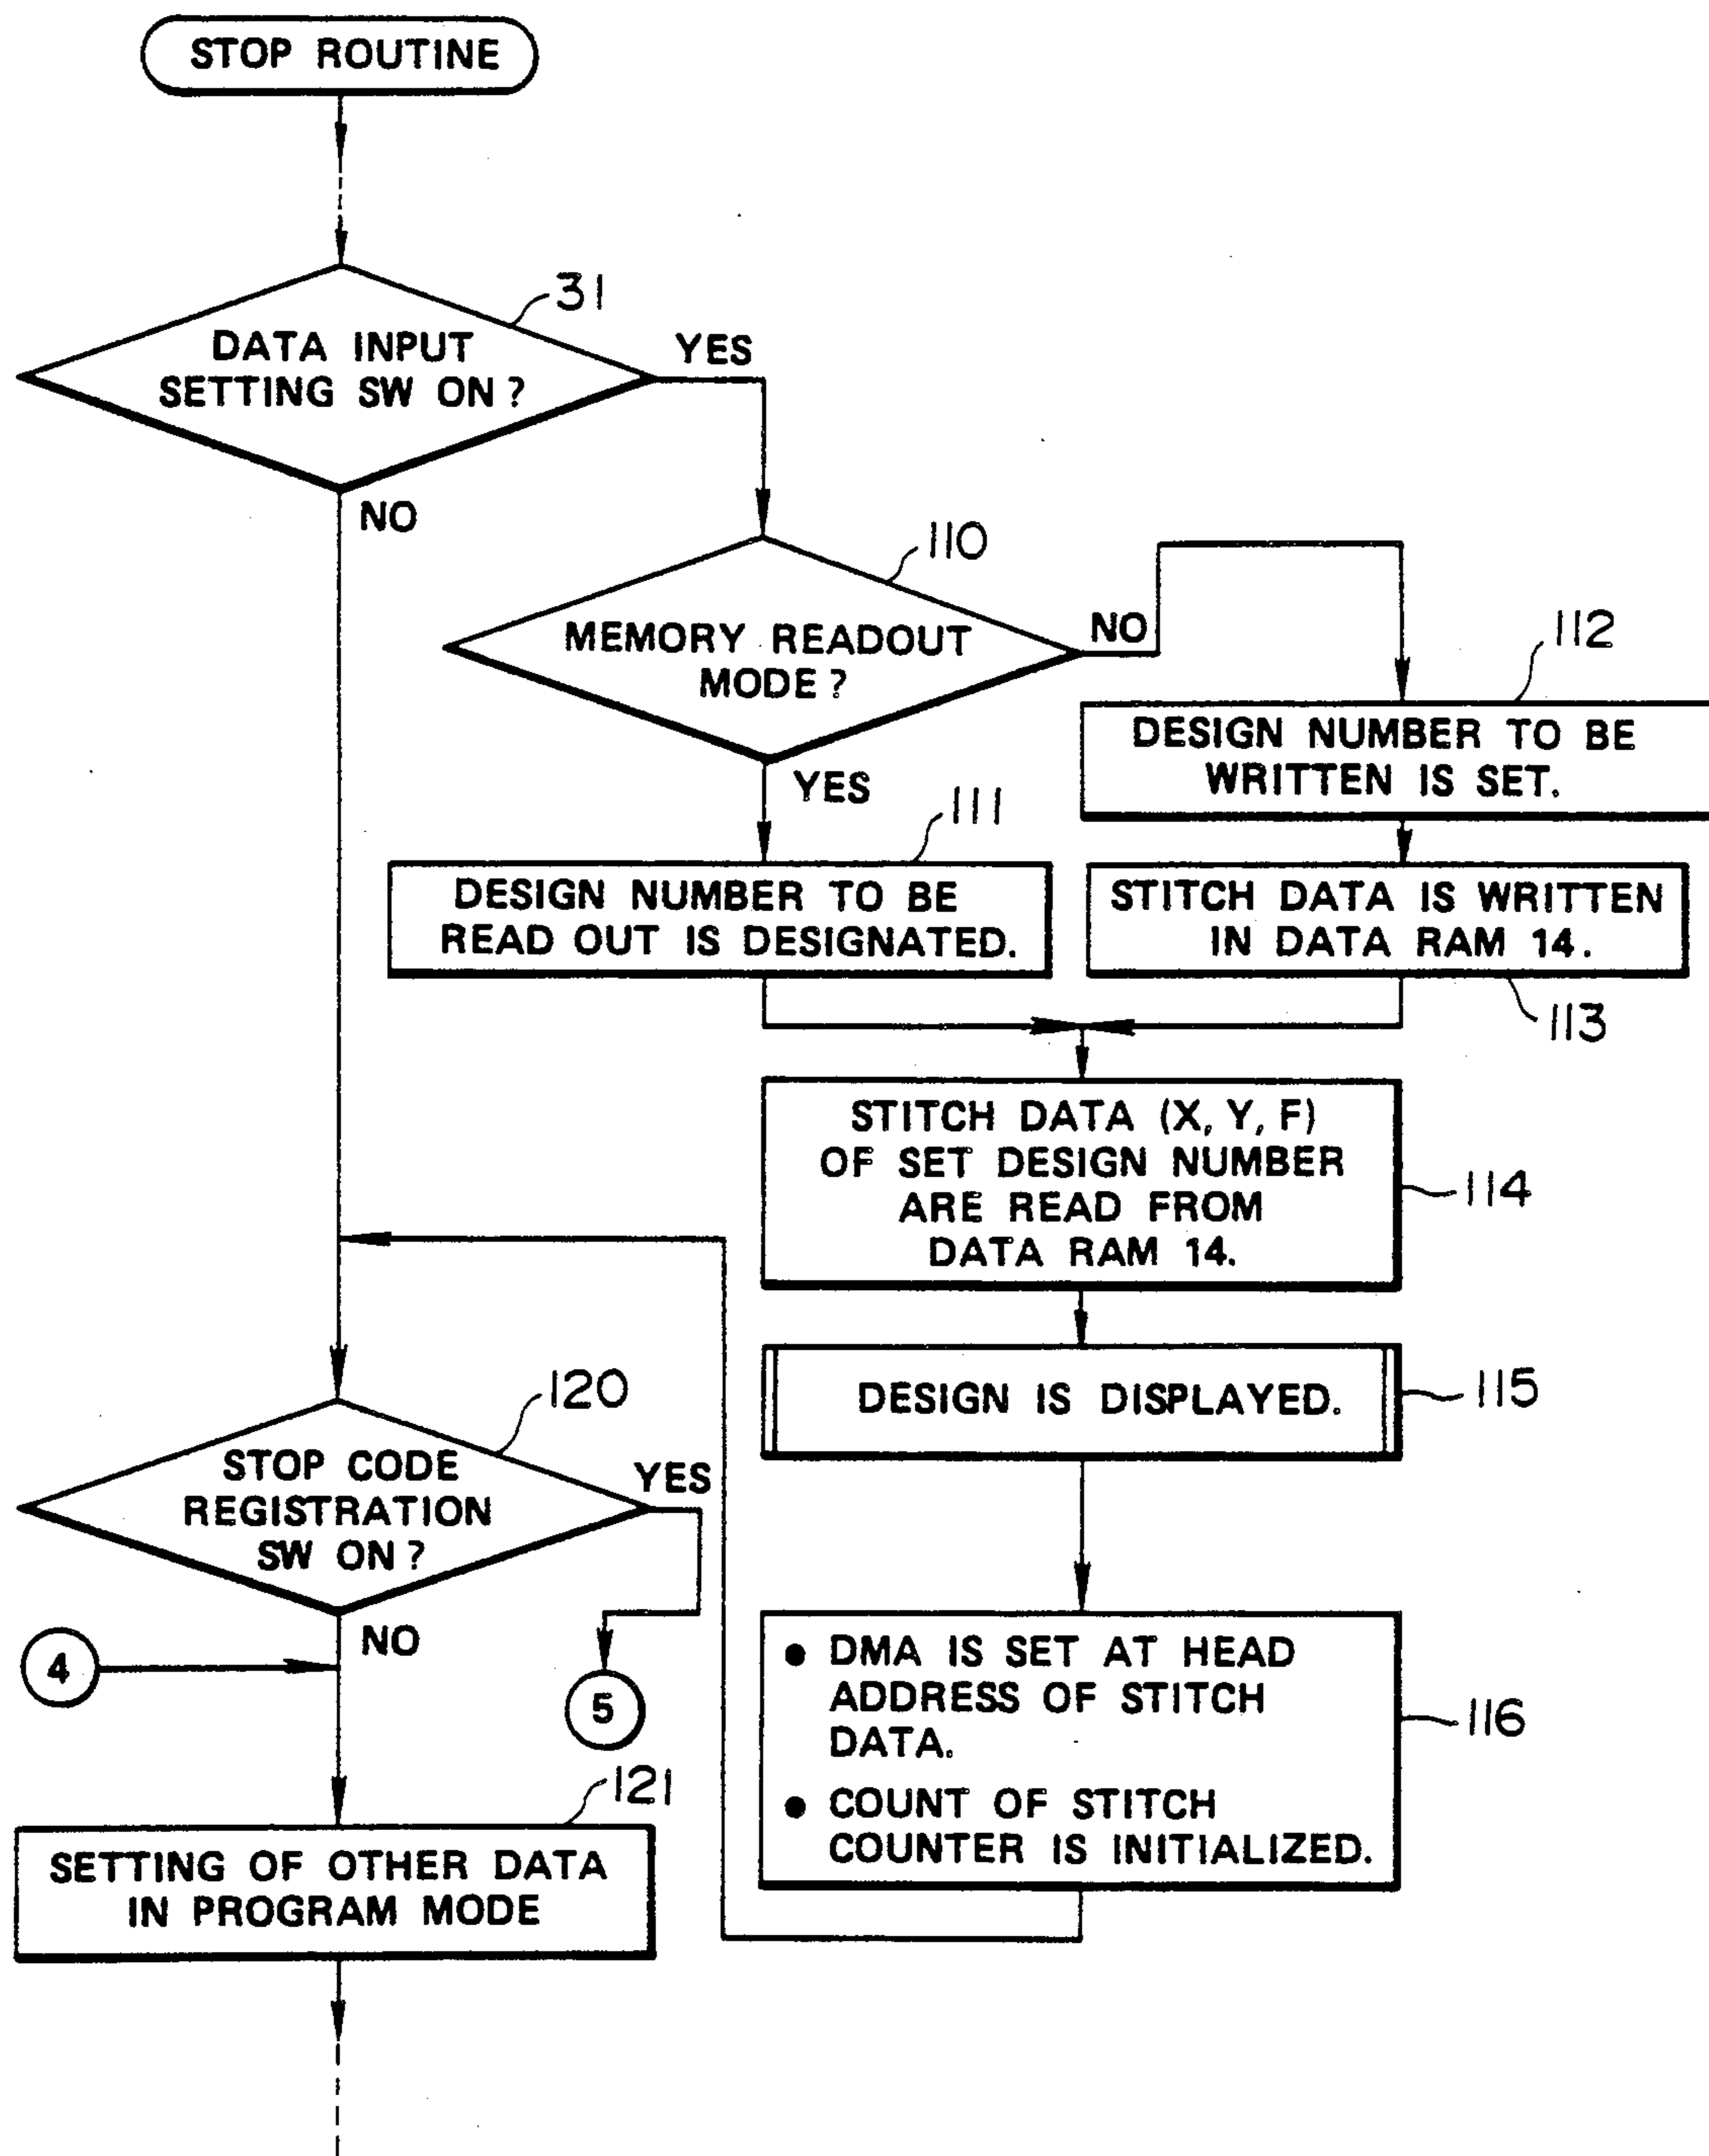 STOP ROUTINE
31
DATA INPUT
SETTING SW ON?
YES
NO
110
MEMORY READOUT
MODE?
NO
YES
112
DESIGN NUMBER TO BE
WRITTEN IS SET.
111
DESIGN NUMBER TO BE
READ OUT IS DESIGNATED.
STITCH DATA IS WRITTEN
IN DATA RAM 14.
113
STITCH DATA (X, Y, F)
OF SET DESIGN NUMBER
ARE READ FROM
DATA RAM 14.
114
DESIGN IS DISPLAYED.
115
120
STOP CODE
REGISTRATION
SW ON?
YES
NO
4
5
● DMA IS SET AT HEAD
ADDRESS OF STITCH
DATA.
● COUNT OF STITCH
COUNTER IS INITIALIZED.
116
121
SETTING OF OTHER DATA
IN PROGRAM MODE